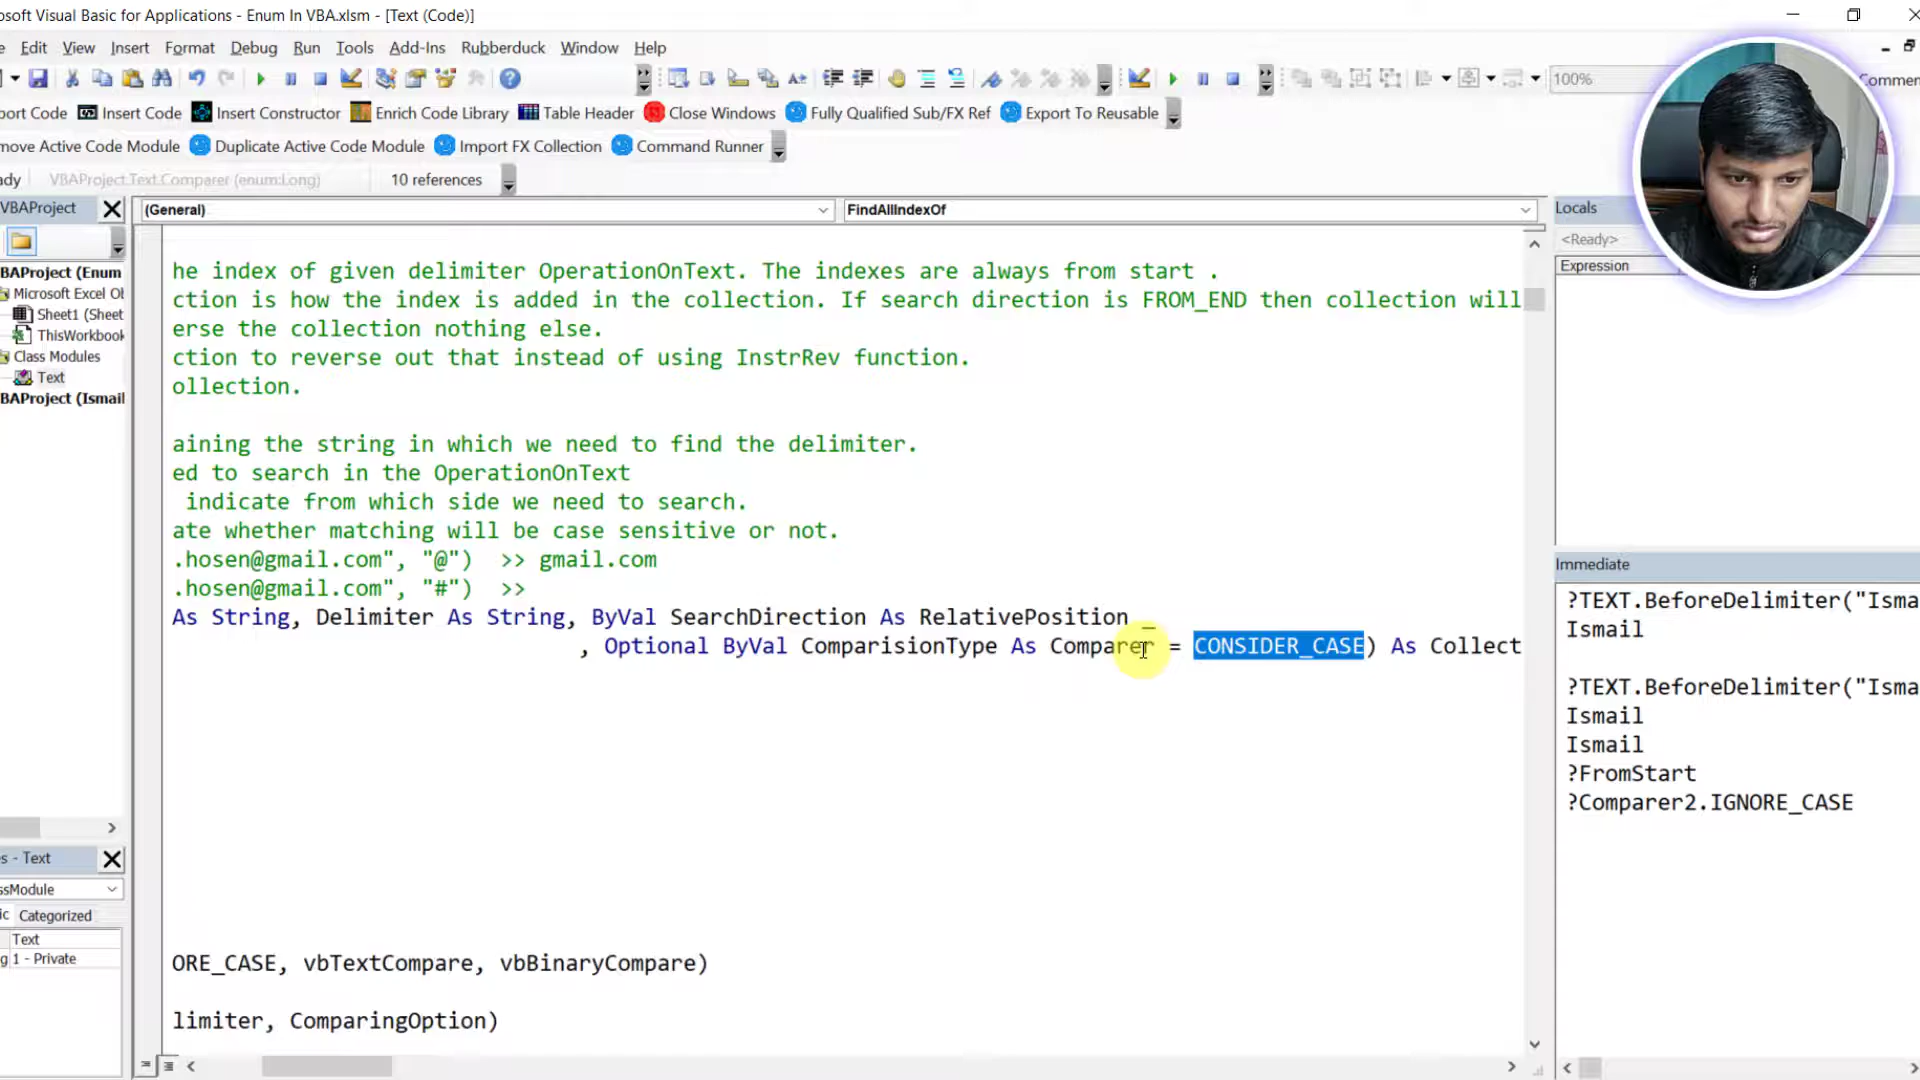 osoft Visual Basic for Applications - Enum In VBA.xlsm - [Text (Code)]
e Edit View Insert Format Debug Run Tools Add-Ins Rubberduck Window Help
100%
Commen
port Code Insert Code Insert Constructor Enrich Code Library Table Header Close Windows Fully Qualified Sub/FX Ref Export To Reusable
move Active Code Module Duplicate Active Code Module Import FX Collection Command Runner
dy VBAProject.Text.Comparer (enum:Long) 10 references
VBAProject
(General) FindAllIndexOf
BAProject (Enum
Microsoft Excel Ob
Sheet1 (Sheet
ThisWorkbook
Class Modules
Text
BAProject (Ismail
he index of given delimiter OperationOnText. The indexes are always from start .
ction is how the index is added in the collection. If search direction is FROM_END then collection will
erse the collection nothing else.
ction to reverse out that instead of using InstrRev function.
ollection.
aining the string in which we need to find the delimiter.
ed to search in the OperationOnText
indicate from which side we need to search.
ate whether matching will be case sensitive or not.
.hosen@gmail.com", "@") >> gmail.com
.hosen@gmail.com", "#") >>
As String, Delimiter As String, ByVal SearchDirection As RelativePosition _
, Optional ByVal ComparisionType As Comparer = CONSIDER_CASE) As Collect
ORE_CASE, vbTextCompare, vbBinaryCompare)
limiter, ComparingOption)
es - Text
ssModule
ic Categorized
Text
g 1 - Private
Locals
<Ready>
Expression
Immediate
?TEXT.BeforeDelimiter("Isma
Ismail
?TEXT.BeforeDelimiter("Isma
Ismail
Ismail
?FromStart
?Comparer2.IGNORE_CASE